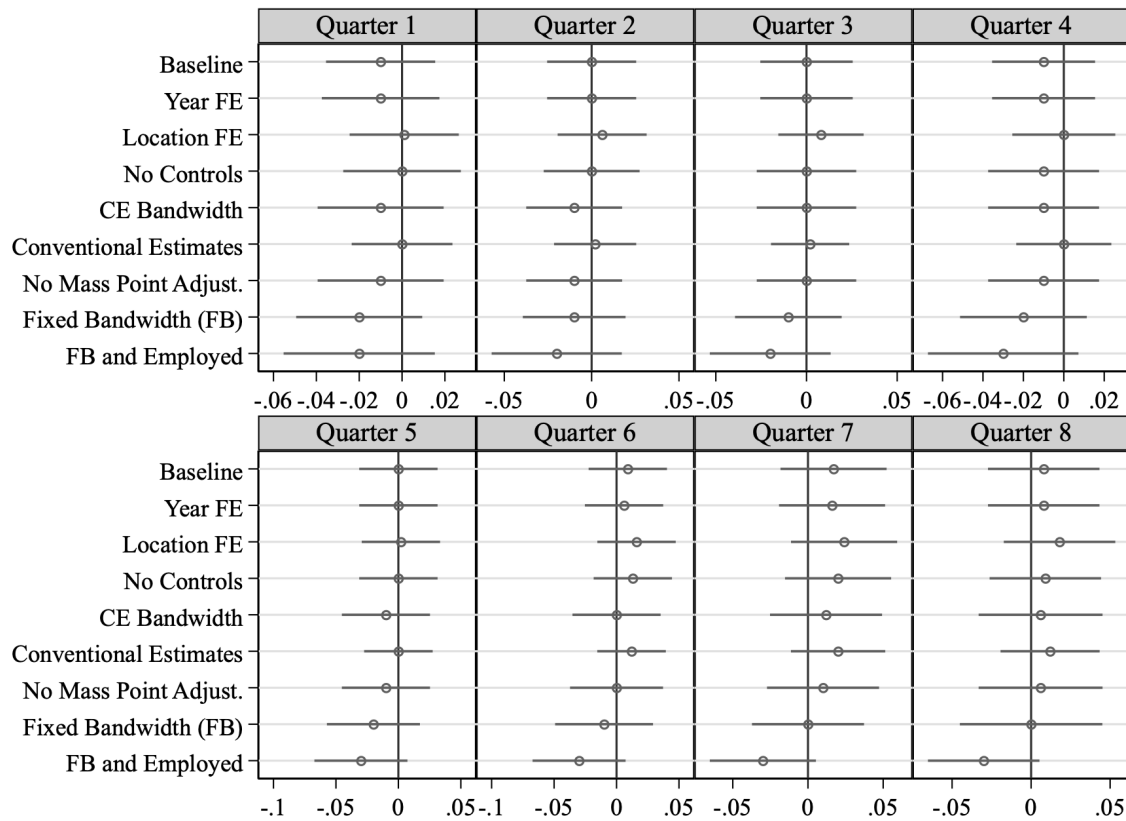 Quarter 1 Quarter 2 Quarter 3 Quarter 4
Baseline
Year FE
Location FE
No Controls
CE Bandwidth
Conventional Estimates
No Mass Point Adjust.
Fixed Bandwidth (FB)
FB and Employed
-.06 -.04 -.02 0 .02 -.05 0 .05 -.05 0 .05 -.06 -.04 -.02 0 .02
Quarter 5 Quarter 6 Quarter 7 Quarter 8
Baseline
Year FE
Location FE
No Controls
CE Bandwidth
Conventional Estimates
No Mass Point Adjust.
Fixed Bandwidth (FB)
FB and Employed
-.1 -.05 0 .05 -.1 -.05 0 .05 -.05 0 .05 -.05 0 .05